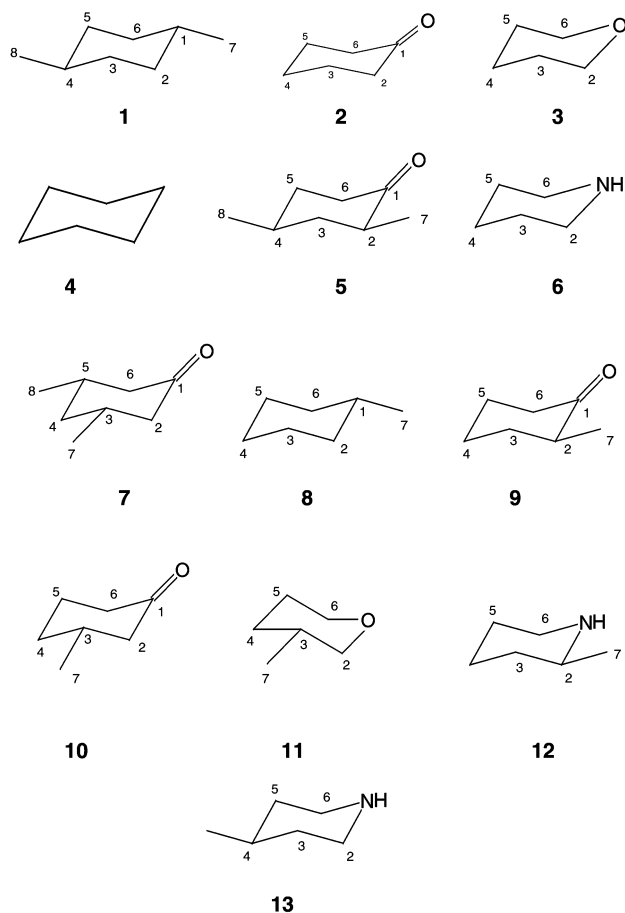 5 6 1 7 8 4 3 2
1
O 5 6 1 4 3 2
2
O 5 6 4 3 2
3
4
O 5 6 1 8 7 3 4 2
5
NH 5 6 4 3 2
6
O 5 6 1 8 4 3 2 7
7
5 6 1 7 3 4 2
8
O 5 6 1 3 4 2 7
9
O 5 6 1 3 4 2 7
10
5 6 O 4 3 2 7
11
5 6 NH 7 4 3 2
12
5 6 NH 3 4 2
13